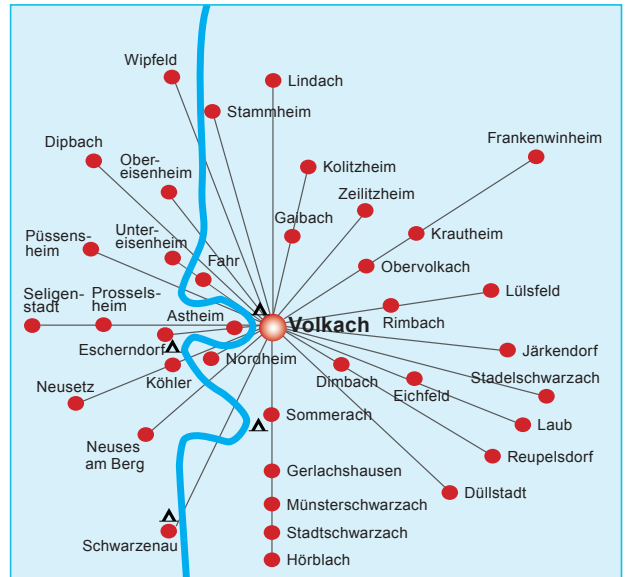 Wipfeld
Lindach
Stammheim
Frankenwinheim
Dipbach
Ober-
eisenheim
Kolitzheim
Zeilitzheim
Gaibach
Unter-
eisenheim
Püssens-
heim
Krautheim
Fahr
Obervolkach
Seligen-
stadt
Prossels-
heim
Lülsfeld
Astheim
Volkach
Rimbach
Escherndorf
Nordheim
Järkendorf
Köhler
Dimbach
Stadelschwarzach
Neusetz
Eichfeld
Sommerach
Laub
Neuses
am Berg
Reupelsdorf
Gerlachshausen
Düllstadt
Münsterschwarzach
Stadtschwarzach
Schwarzenau
Hörblach